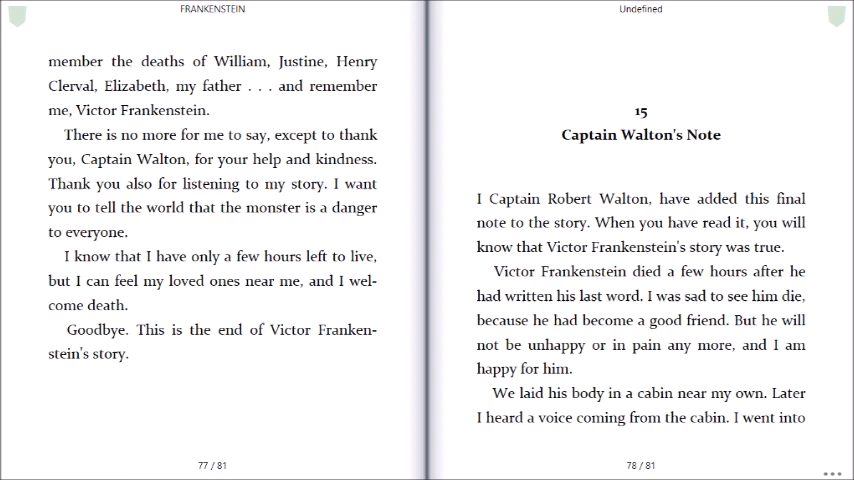 FRANKENSTEIN
member the deaths of William, Justine, Henry
Clerval, Elizabeth, my father . . . and remember
me, Victor Frankenstein.
There is no more for me to say, except to thank
you, Captain Walton, for your help and kindness.
Thank you also for listening to my story. I want
you to tell the world that the monster is a danger
to everyone.
I know that I have only a few hours left to live,
but I can feel my loved ones near me, and I wel-
come death.
Goodbye. This is the end of Victor Franken-
stein's story.
77 / 81
Undefined
15
Captain Walton's Note
I Captain Robert Walton, have added this final
note to the story. When you have read it, you will
know that Victor Frankenstein's story was true.
Victor Frankenstein died a few hours after he
had written his last word. I was sad to see him die,
because he had become a good friend. But he will
not be unhappy or in pain any more, and I am
happy for him.
We laid his body in a cabin near my own. Later
I heard a voice coming from the cabin. I went into
78 / 81